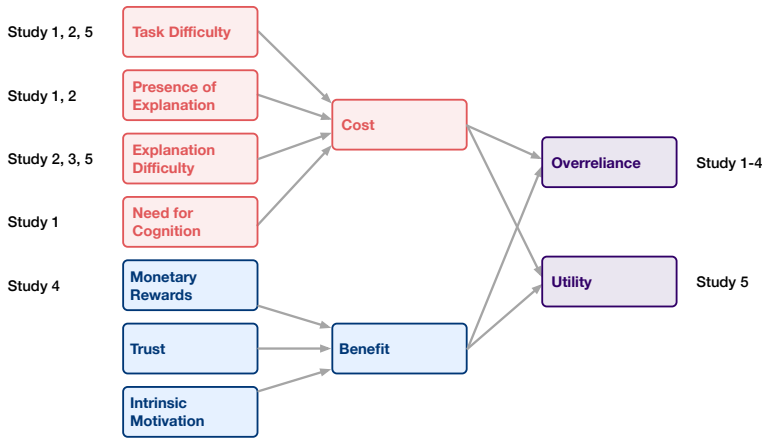 Study 1, 2, 5
Task Difficulty
Study 1, 2
Presence of
Explanation
Cost
Study 2, 3, 5
Explanation
Difficulty
Overreliance
Study 1-4
Study 1
Need for
Cognition
Study 4
Monetary
Rewards
Utility
Study 5
Trust
Benefit
Intrinsic
Motivation